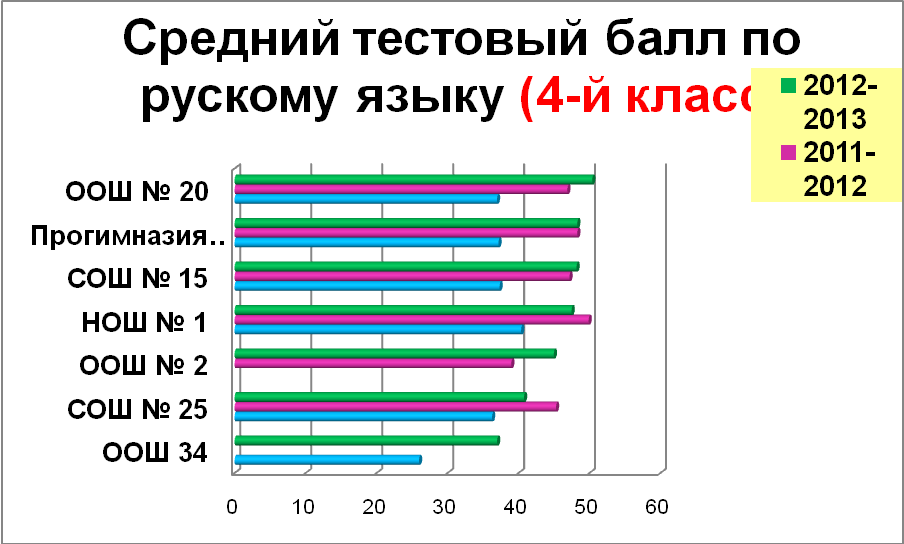 Средний тестовый балл по
рускому языку (4-й класс
2012-
2013
2011-
2012
ООШ № 20
Прогимназия..
СОШ № 15
НОШ № 1
ООШ № 2
СОШ № 25
ООШ 34
0 10 20 30 40 50 60